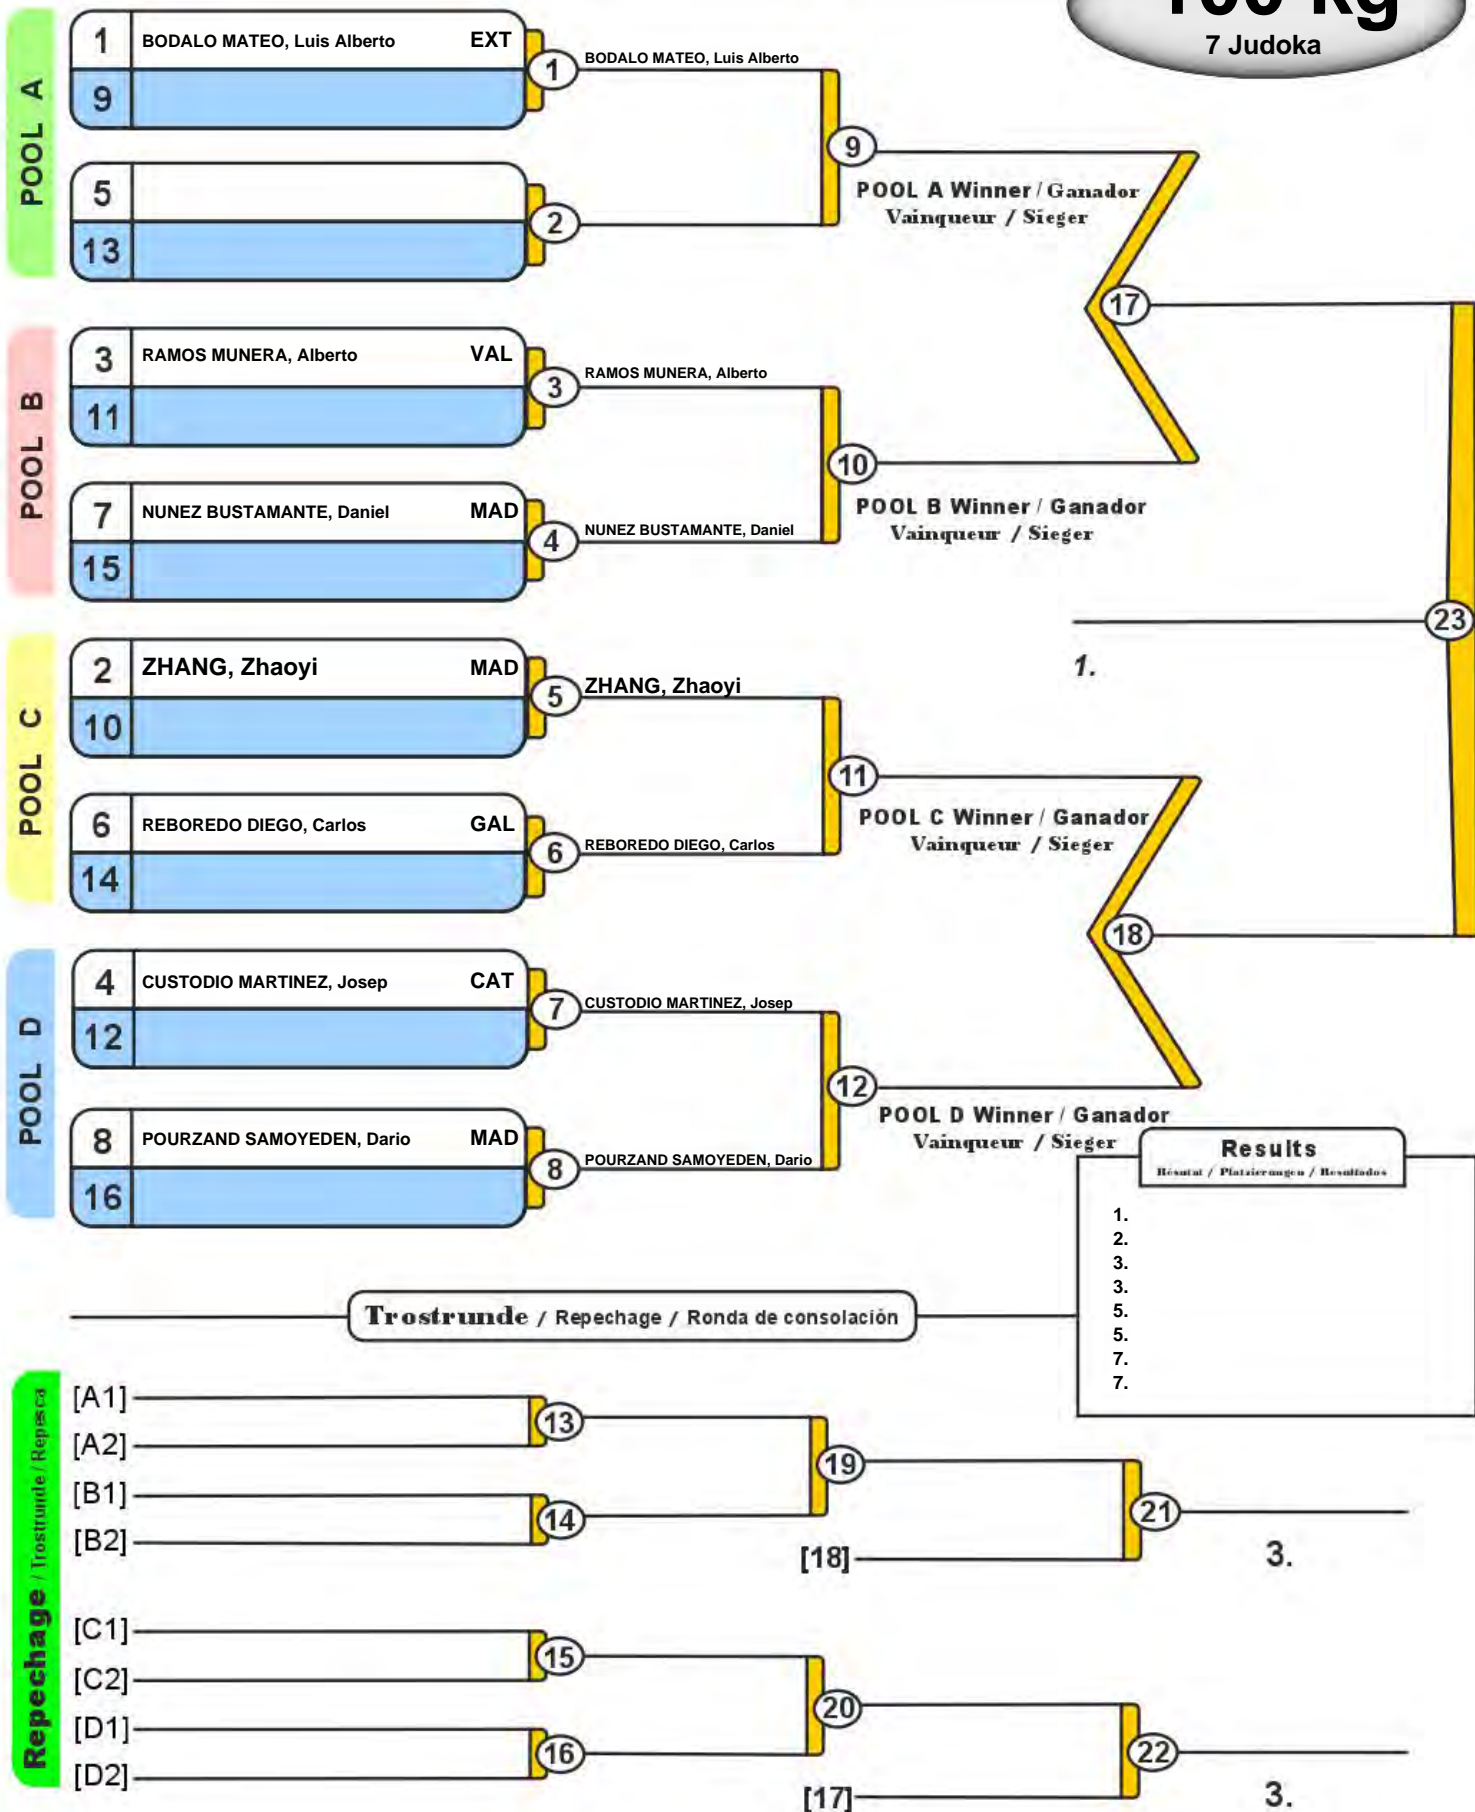 100 kg
7 Judoka
POOL A
1 BODALO MATEO, Luis Alberto EXT
9
1
BODALO MATEO, Luis Alberto
5
13
2
9
POOL A Winner / Ganador
Vainqueur / Sieger
17
POOL B
3 RAMOS MUNERA, Alberto VAL
11
3
RAMOS MUNERA, Alberto
7 NUNEZ BUSTAMANTE, Daniel MAD
15
4
NUNEZ BUSTAMANTE, Daniel
10
POOL B Winner / Ganador
Vainqueur / Sieger
23
1.
POOL C
2 ZHANG, Zhaoyi MAD
10
5
ZHANG, Zhaoyi
6 REBOREDO DIEGO, Carlos GAL
14
6
REBOREDO DIEGO, Carlos
11
POOL C Winner / Ganador
Vainqueur / Sieger
18
POOL D
4 CUSTODIO MARTINEZ, Josep CAT
12
7
CUSTODIO MARTINEZ, Josep
8 POURZAND SAMOYEDEN, Dario MAD
16
8
POURZAND SAMOYEDEN, Dario
12
POOL D Winner / Ganador
Vainqueur / Sieger
Results
Résutat / Platzierungen / Resultados
1.
2.
3.
3.
5.
5.
7.
7.
Trostrunde / Repechage / Ronda de consolación
Repechage / Trostrunde / Repesca
[A1]
[A2]
13
[B1]
[B2]
14
19
[18]
21
3.
[C1]
[C2]
15
[D1]
[D2]
16
20
[17]
22
3.